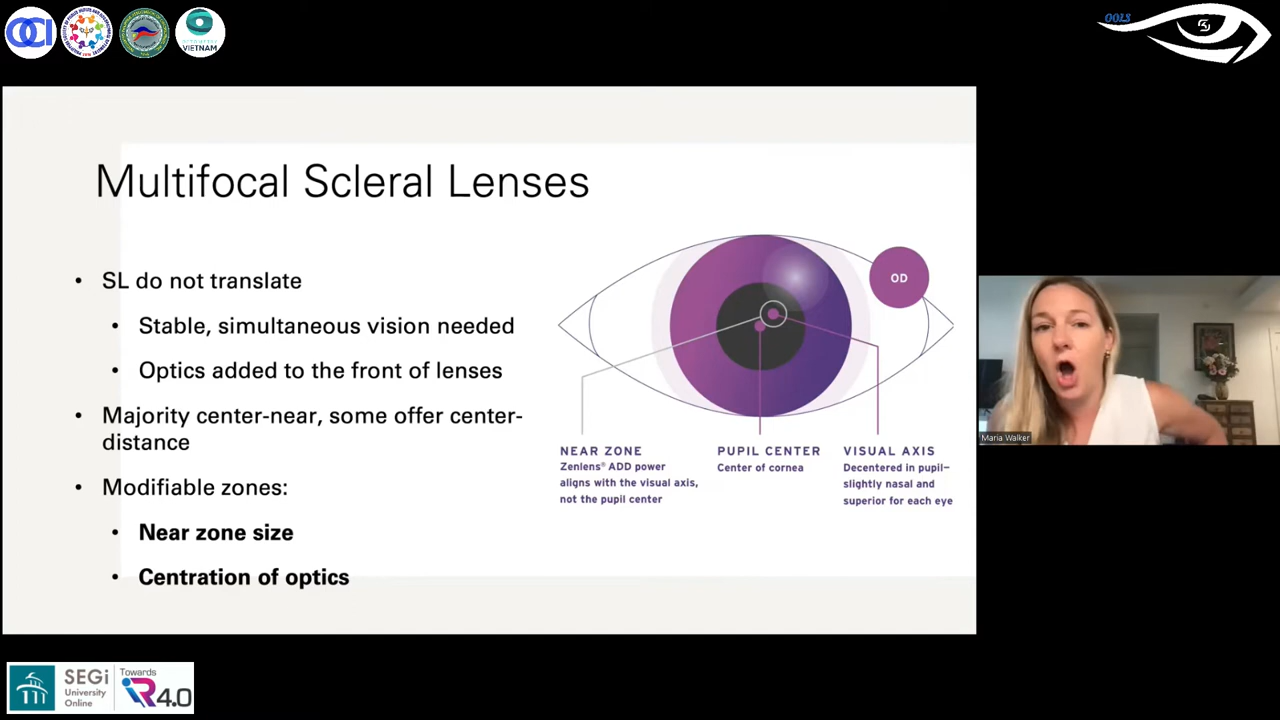 OCI
VIETNAM
OOLS
Multifocal Scleral Lenses
• SL do not translate
• Stable, simultaneous vision needed
• Optics added to the front of lenses
• Majority center-near, some offer center-
distance
• Modifiable zones:
• Near zone size
• Centration of optics
OD
NEAR ZONE
Zenlens® ADD power
aligns with the visual axis,
not the pupil center
PUPIL CENTER
Center of cornea
VISUAL AXIS
Decentered in pupil—
slightly nasal and
superior for each eye
Maria Walker
SEGi
University
Online
Towards
iR4.0